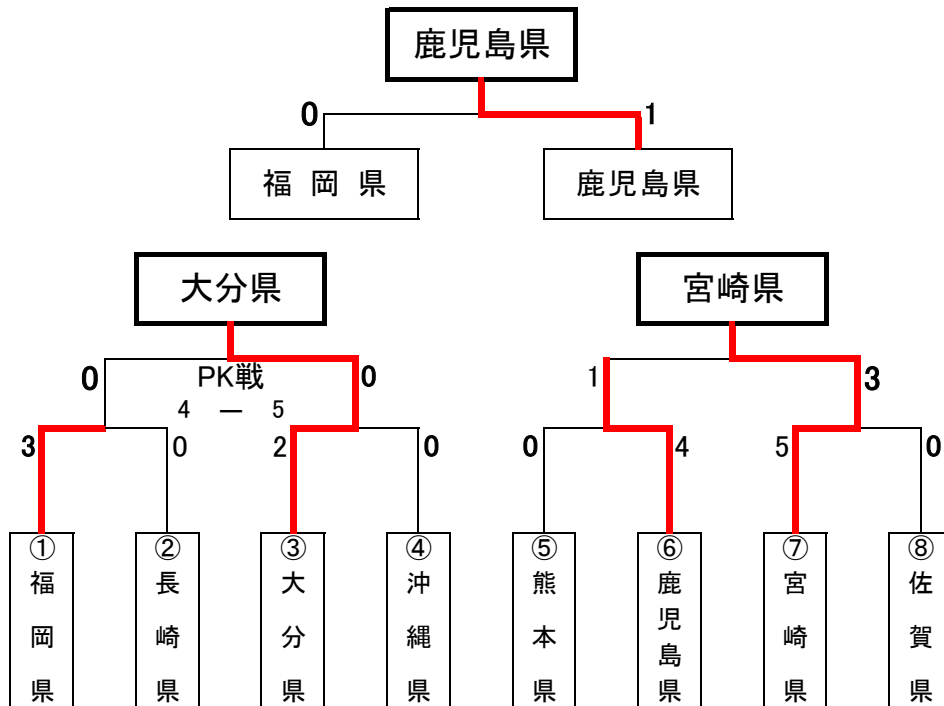 鹿児島県
0 1
福岡県 鹿児島県
大分県 宮崎県
0 PK戦 0 1 3
4 — 5
3 0 2 0 0 4 5 0
① ② ③ ④ ⑤ ⑥ ⑦ ⑧
福岡県 長崎県 大分県 沖縄県 熊本県 鹿児島県 宮崎県 佐賀県